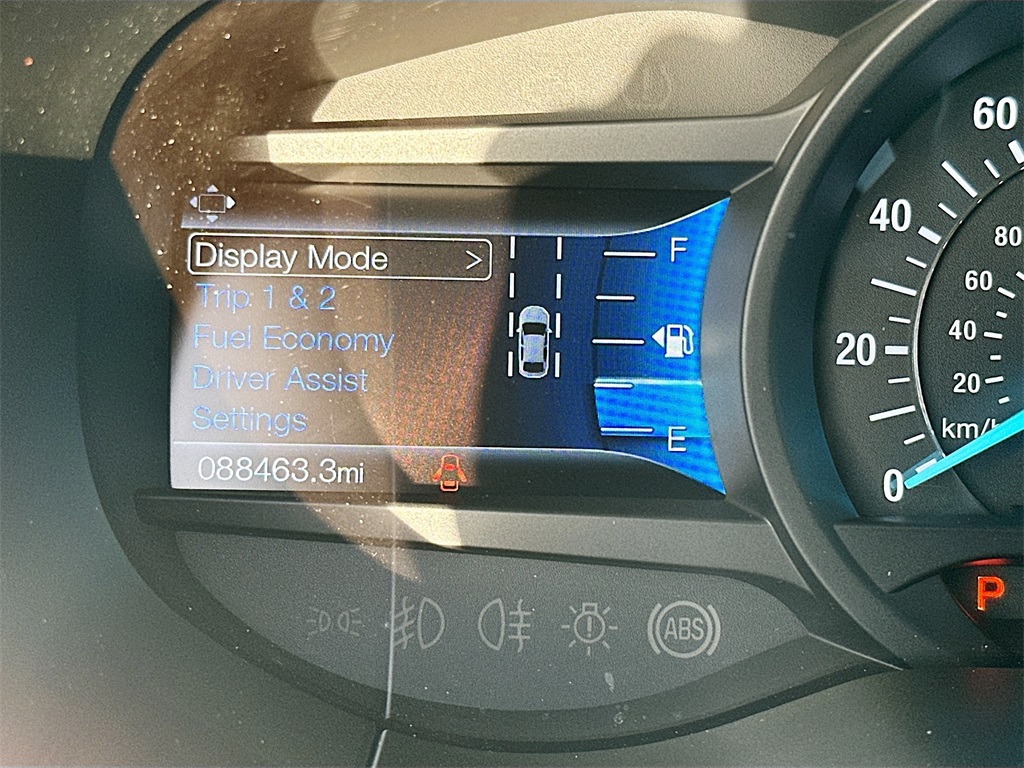 Display Mode >
Trip 1 & 2
Fuel Economy
Driver Assist
Settings
088463.3mi
F
E
60
40
20
0
80
60
40
20
km/h
P
ABS